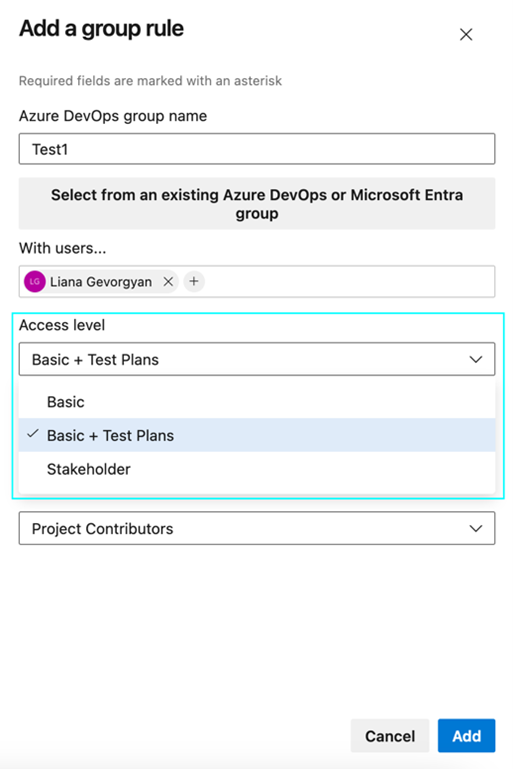 Add a group rule
Required fields are marked with an asterisk
Azure DevOps group name
Test1
Select from an existing Azure DevOps or Microsoft Entra
group
With users...
LG Liana Gevorgyan
Access level
Basic + Test Plans
Basic
Basic + Test Plans
Stakeholder
Project Contributors
Cancel Add